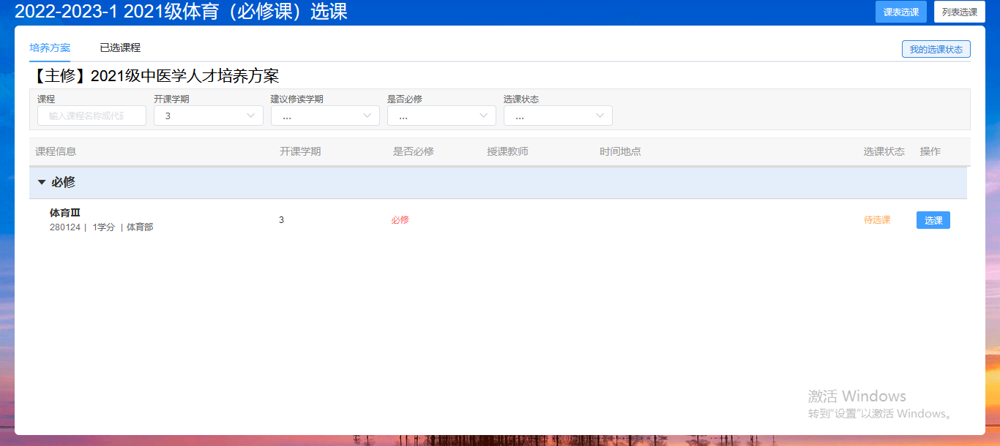 2022-2023-1 2021级体育（必修课）选课
课表选课
列表选课
培养方案
已选课程
我的选课状态
【主修】2021级中医学人才培养方案
课程
开课学期
建议修读学期
是否必修
选课状态
输入课程名称或代码
3
...
...
...
课程信息
开课学期
是否必修
授课教师
时间地点
选课状态
操作
必修
体育Ⅲ
280124 | 1学分 | 体育部
3
必修
待选课
选课
激活 Windows
转到"设置"以激活 Windows。